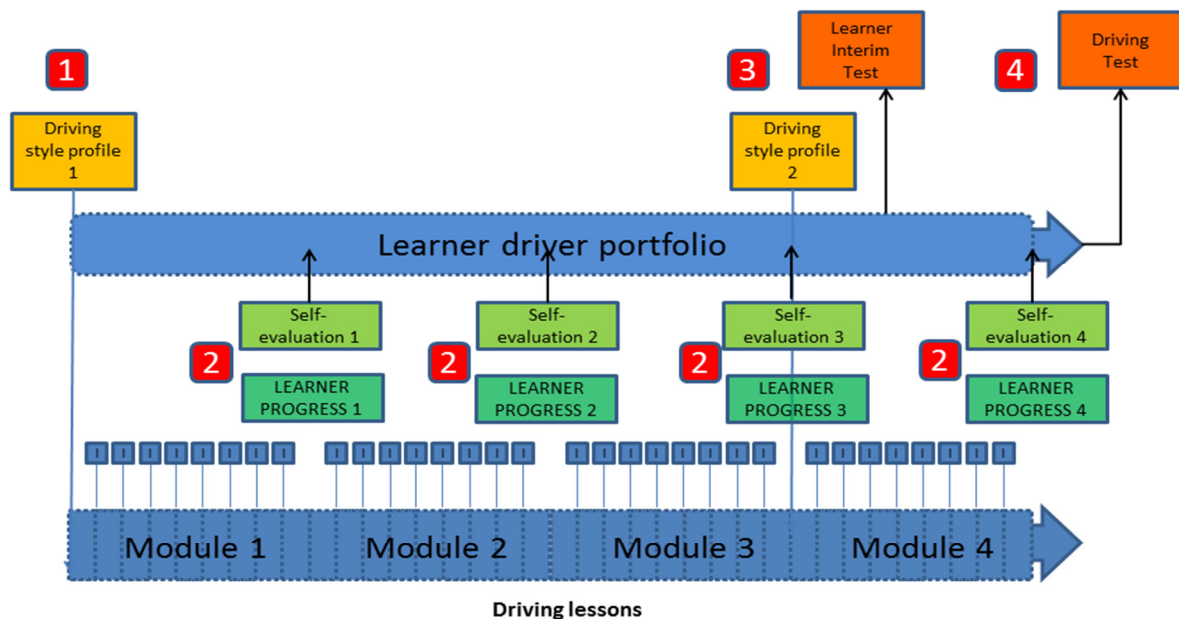 1
3
Learner
Interim
Test
4
Driving
Test
Driving
style profile
1
Driving
style profile
2
Learner driver portfolio
Self-
evaluation 1
Self-
evaluation 2
Self-
evaluation 3
Self-
evaluation 4
2
2
2
2
LEARNER
PROGRESS 1
LEARNER
PROGRESS 2
LEARNER
PROGRESS 3
LEARNER
PROGRESS 4
I I I I I I I I
I I I I I I I I
I I I I I I I I
I I I I I I I I
Module 1
Module 2
Module 3
Module 4
Driving lessons